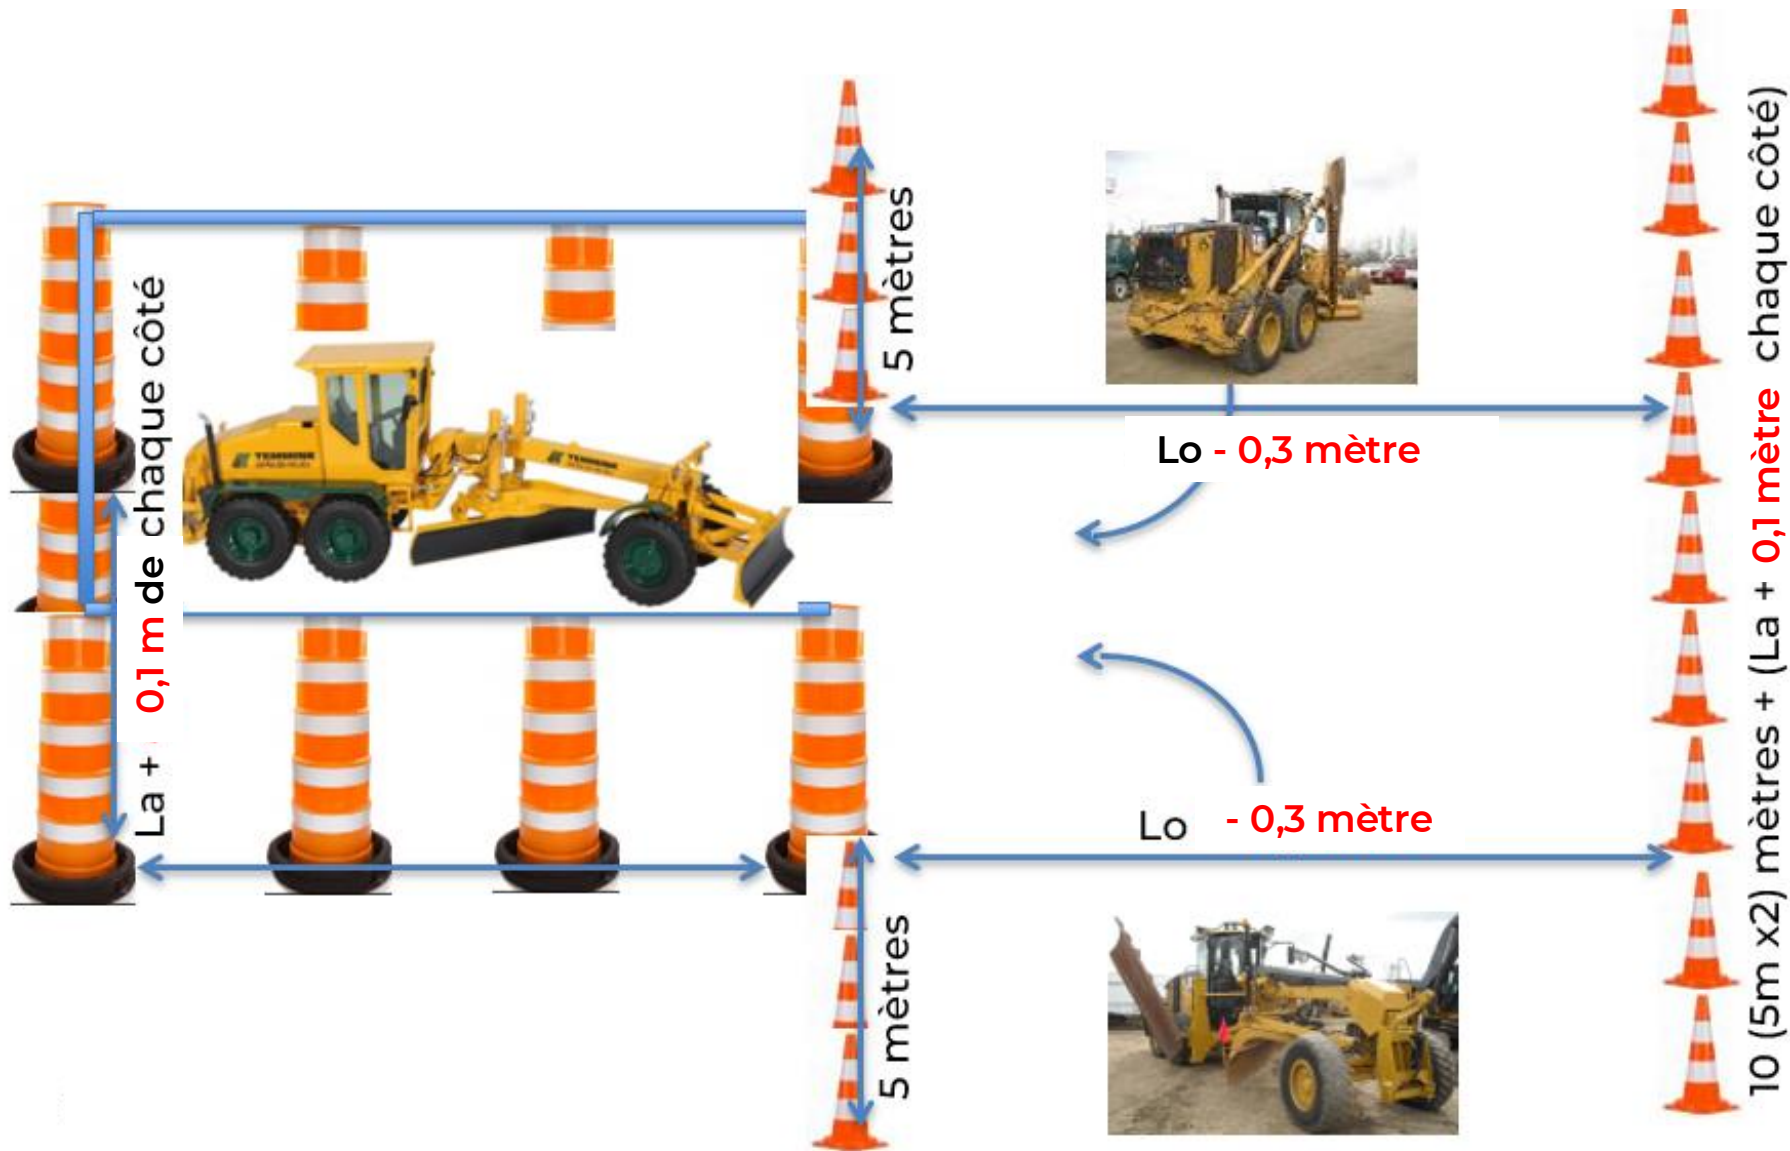 La + 0,1 m de chaque côté
5 mètres
Lo - 0,3 mètre
Lo - 0,3 mètre
5 mètres
10 (5m x2) mètres + (La + 0,1 mètre chaque côté)